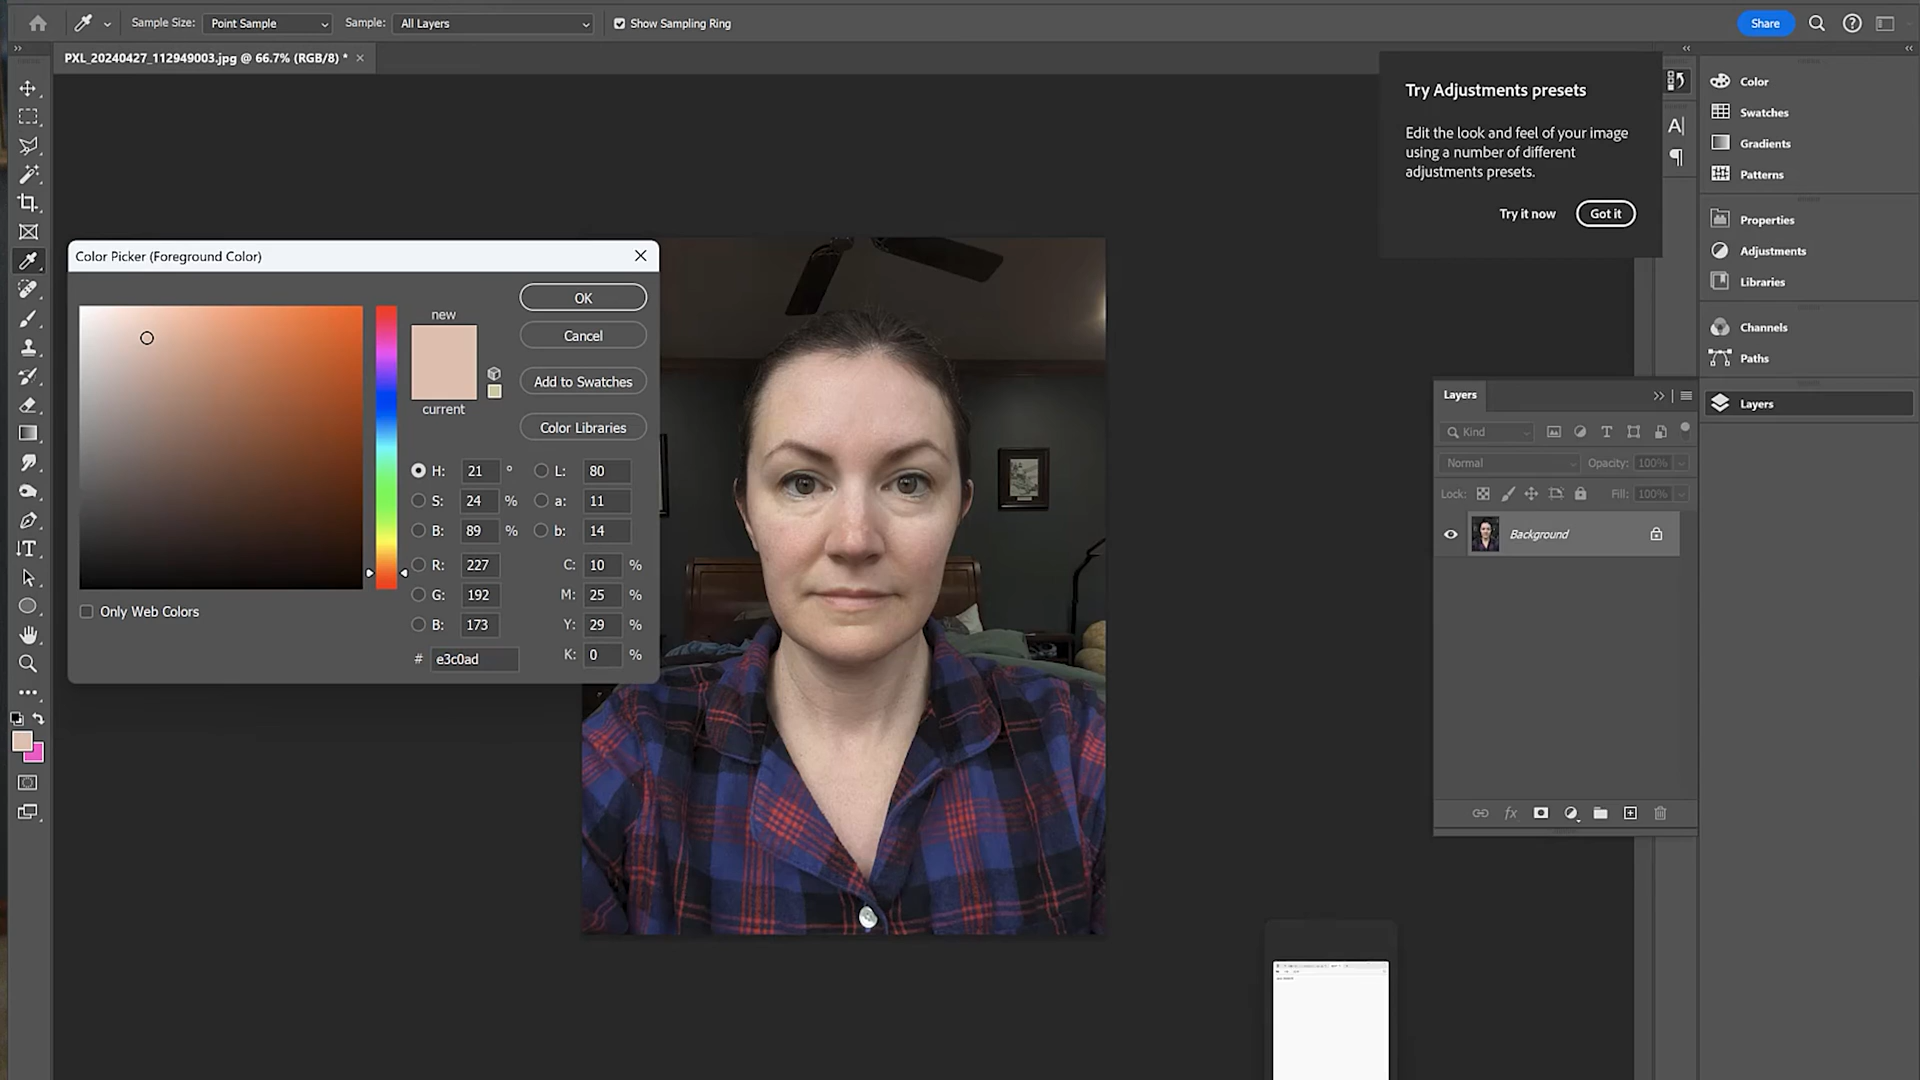 Sample Size: Point Sample Sample: All Layers Show Sampling Ring Share
PXL_20240427_112949003.jpg @ 66.7% (RGB/8) *
Try Adjustments presets
Edit the look and feel of your image
using a number of different
adjustments presets.
Try it now Got it
Color
Swatches
Gradients
Patterns
Properties
Adjustments
Libraries
Channels
Paths
Layers
Color Picker (Foreground Color)
new
current
OK
Cancel
Add to Swatches
Color Libraries
H: 21 ° L: 80
S: 24 % a: 11
B: 89 % b: 14
R: 227 C: 10 %
G: 192 M: 25 %
B: 173 Y: 29 %
# e3c0ad K: 0 %
Only Web Colors
Layers
Kind
Normal Opacity: 100%
Lock: Fill: 100%
Background
fx